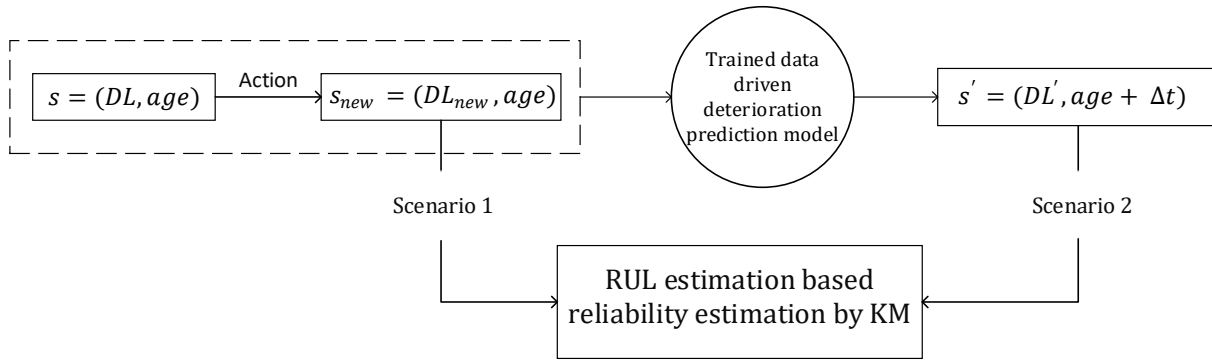 s = (DL, age)
Action
s_new = (DL_new, age)
Trained data
driven
deterioration
prediction model
s′ = (DL′, age + Δt)
Scenario 1
Scenario 2
RUL estimation based
reliability estimation by KM